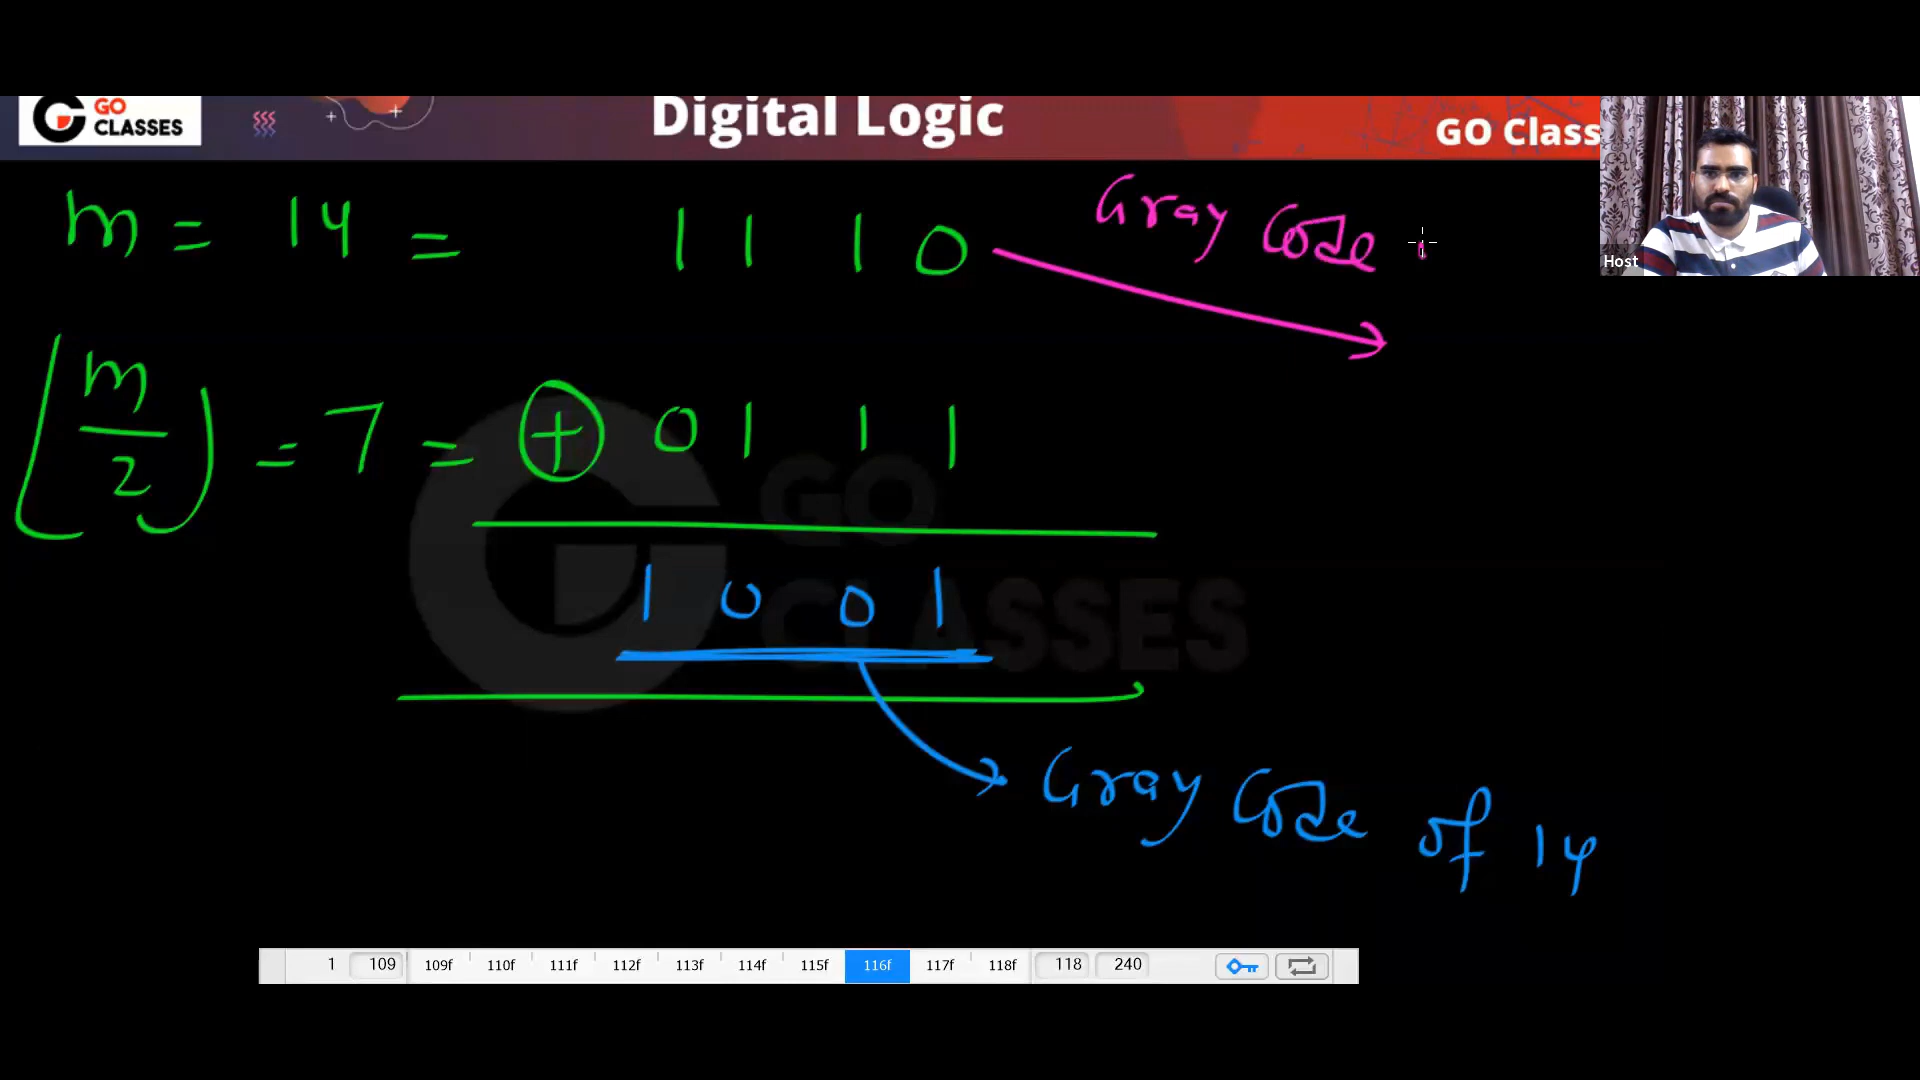 GO
CLASSES
Digital Logic
GO Class
Host
m = 14 = 1 1 1 0
Gray Code
⌊m/2⌋ = 7 = ⊕ 0 1 1 1
GO
CLASSES
1 0 0 1
Gray Code of 14
1 109 109f 110f 111f 112f 113f 114f 115f 116f 117f 118f 118 240